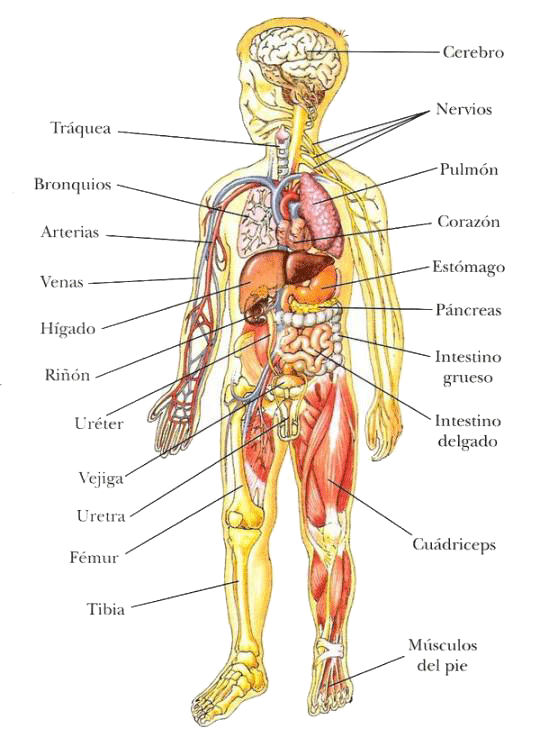 Cerebro
Nervios
Tráquea
Pulmón
Bronquios
Corazón
Arterias
Estómago
Venas
Páncreas
Hígado
Intestino
grueso
Riñón
Uréter
Intestino
delgado
Vejiga
Uretra
Cuádriceps
Fémur
Tibia
Músculos
del pie